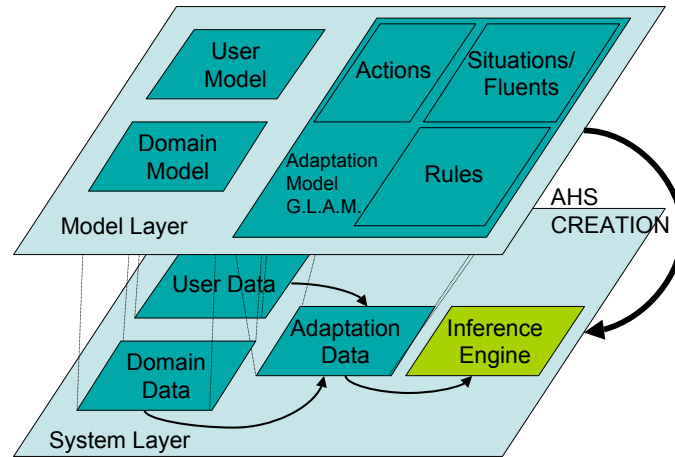 User
Model
Actions
Situations/
Fluents
Domain
Model
Adaptation
Model
G.L.A.M.
Rules
Model Layer
AHS
CREATION
User Data
Adaptation
Data
Inference
Engine
Domain
Data
System Layer